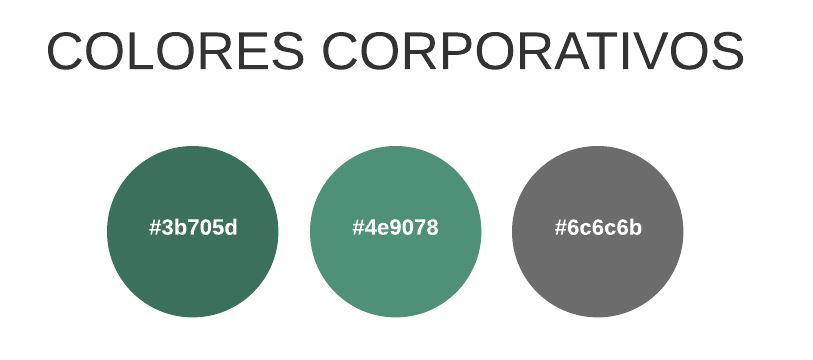 COLORES CORPORATIVOS
#3b705d
#4e9078
#6c6c6b